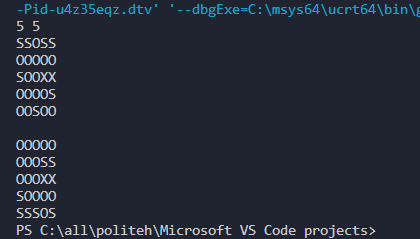 -Pid-u4z35eqz.dtv' '--dbgExe=C:\msys64\ucrt64\bin\g
5 5
SSOSS
OOOOO
SOOXX
OOOOS
OOSOO
OOOOO
OOOSS
OOOXX
SOOOO
SSSOS
PS C:\all\politeh\Microsoft VS Code projects>